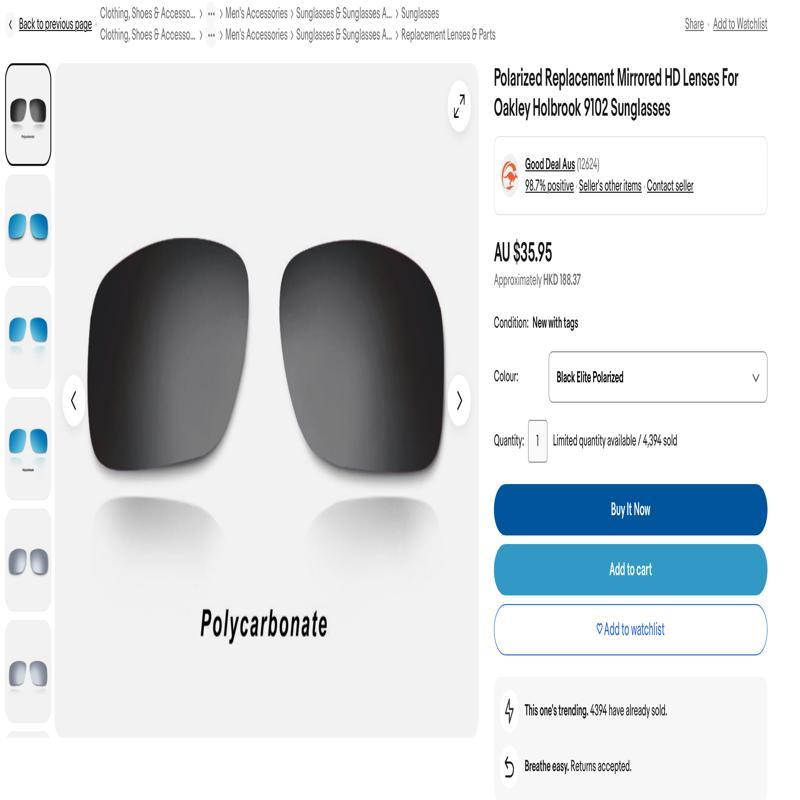 Back to previous page
Clothing, Shoes & Accesso... > ··· > Men's Accessories > Sunglasses & Sunglasses A... > Sunglasses
Clothing, Shoes & Accesso... > ··· > Men's Accessories > Sunglasses & Sunglasses A... > Replacement Lenses & Parts
Share · Add to Watchlist
Polarized Replacement Mirrored HD Lenses For
Oakley Holbrook 9102 Sunglasses
Good Deal Aus (12624)
98.7% positive · Seller's other items · Contact seller
AU $35.95
Approximately HKD 188.37
Condition: New with tags
Colour: Black Elite Polarized
Quantity: 1 Limited quantity available / 4,394 sold
Buy It Now
Add to cart
Add to watchlist
This one's trending. 4394 have already sold.
Breathe easy. Returns accepted.
Polycarbonate